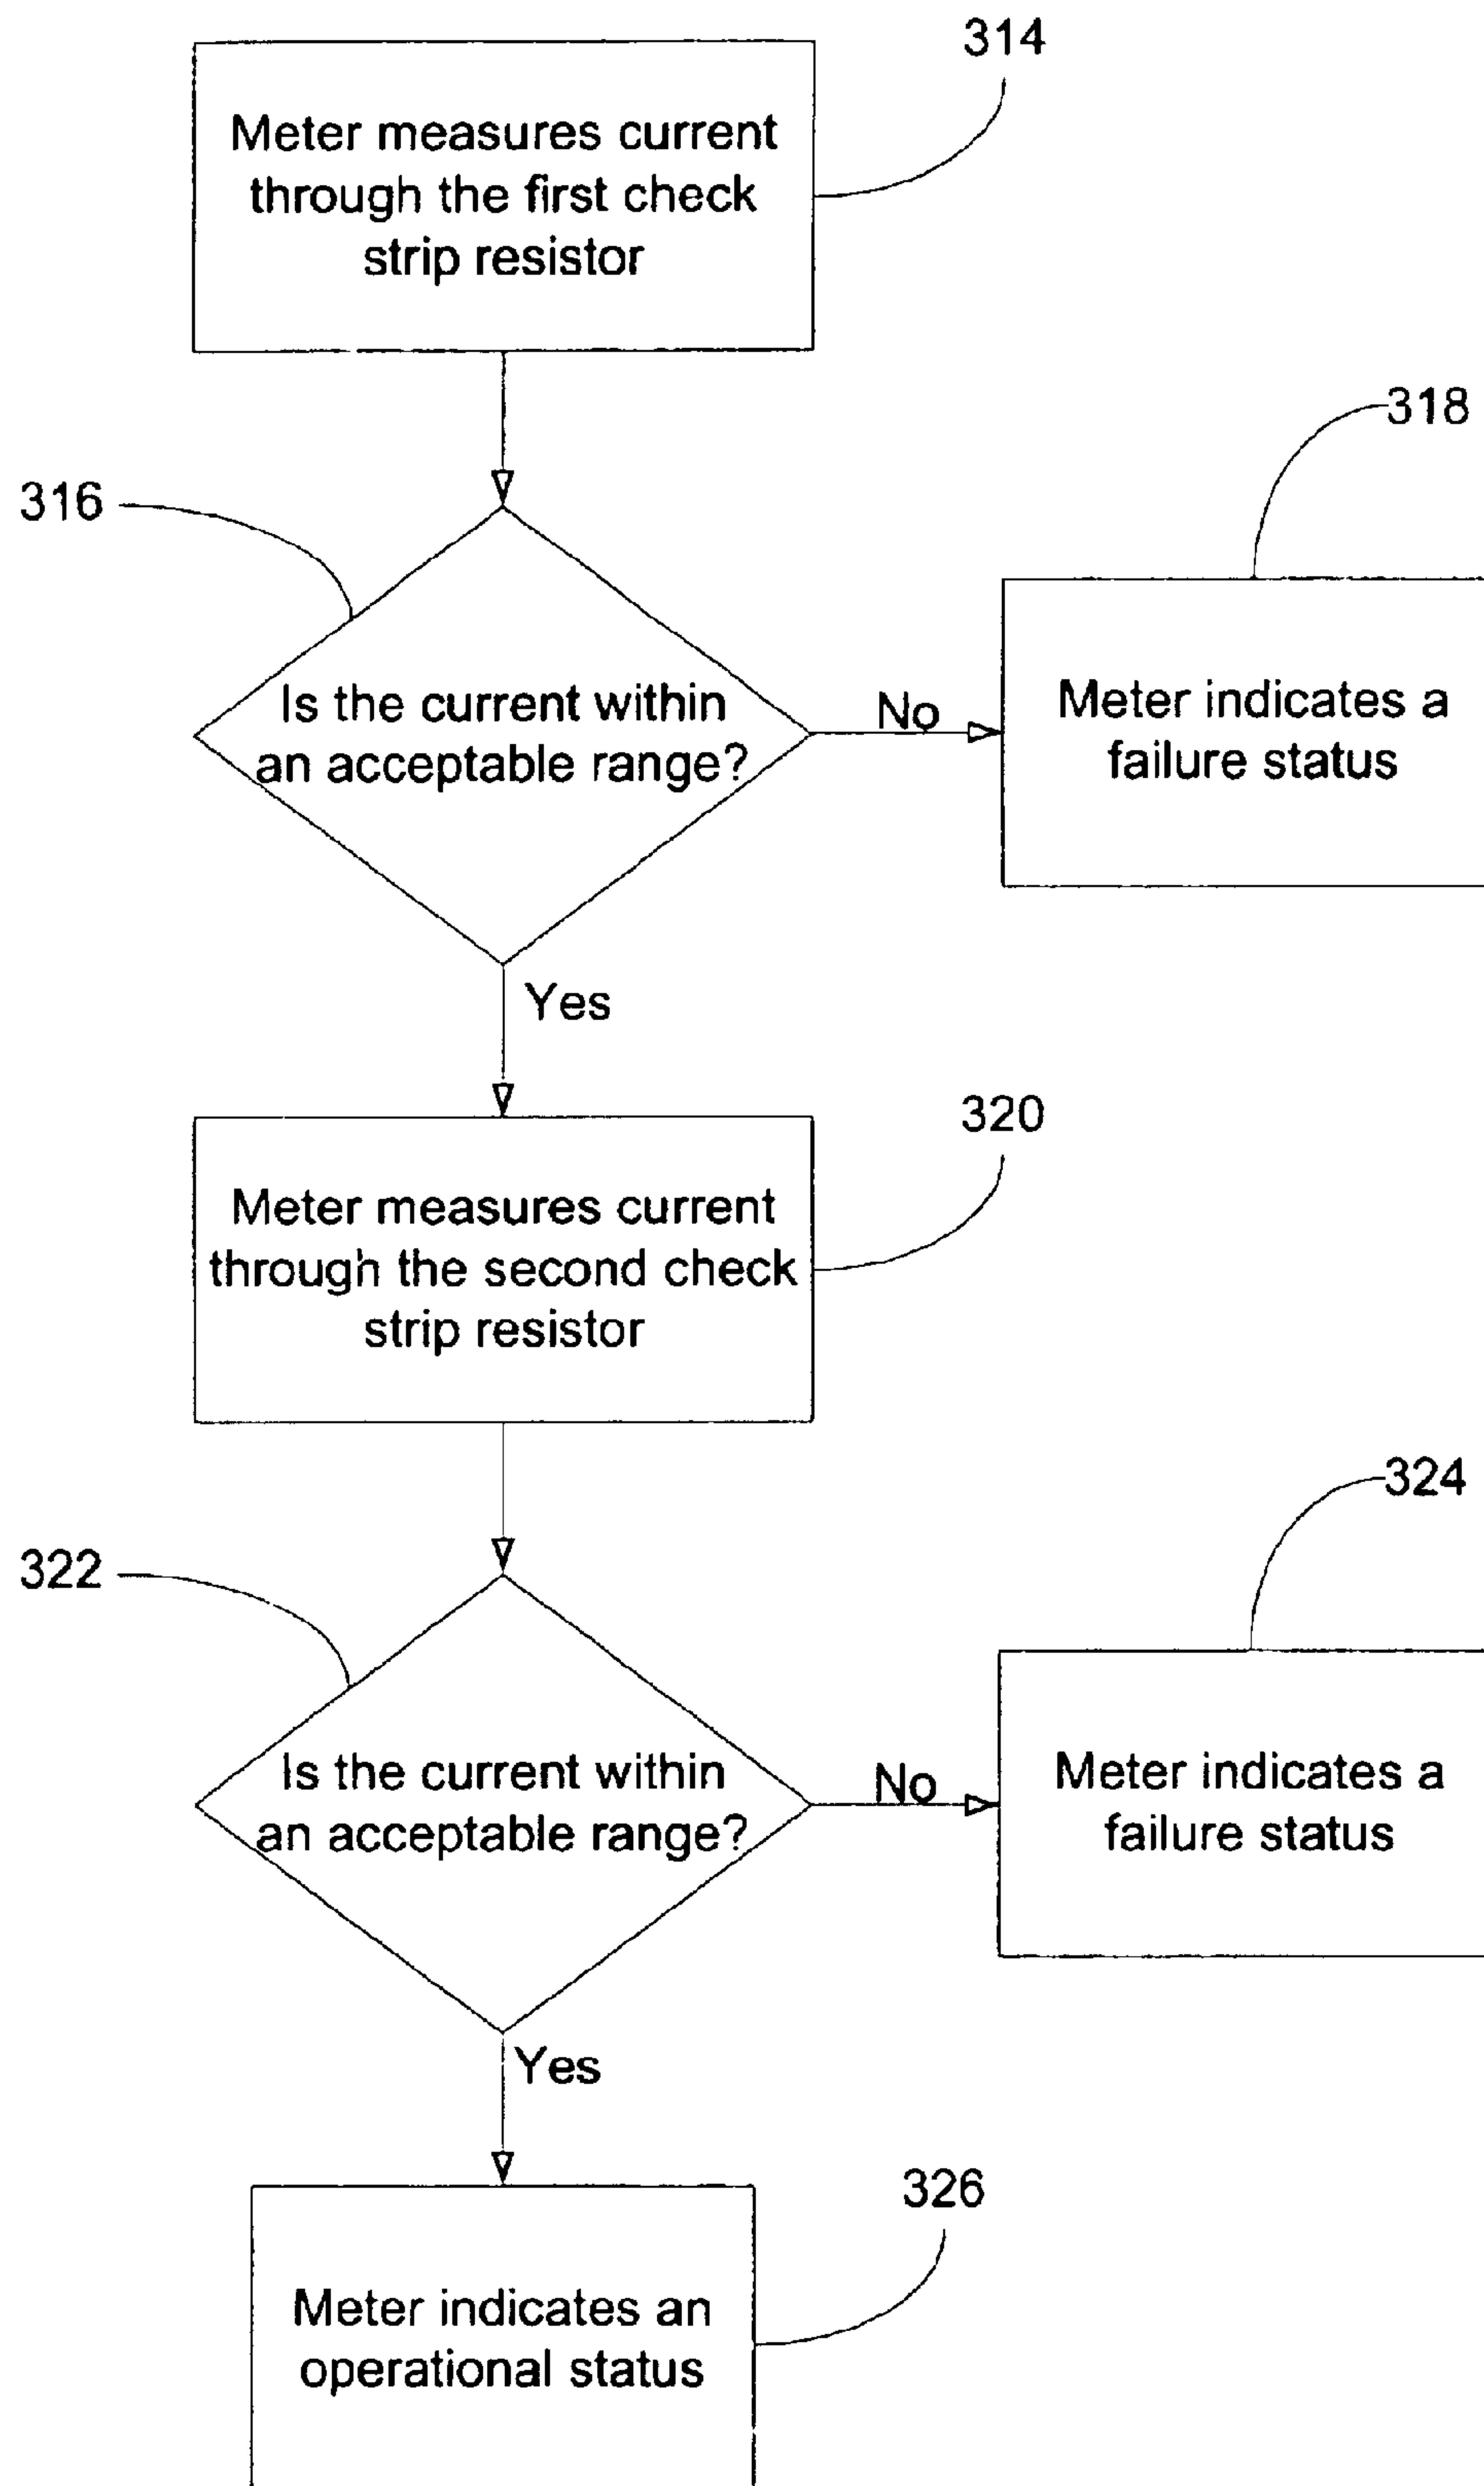 314
Meter measures current
through the first check
strip resistor
318
316
Is the current within
an acceptable range?
No
Meter indicates a
failure status
Yes
320
Meter measures current
through the second check
strip resistor
324
322
Is the current within
an acceptable range?
No
Meter indicates a
failure status
Yes
326
Meter indicates an
operational status